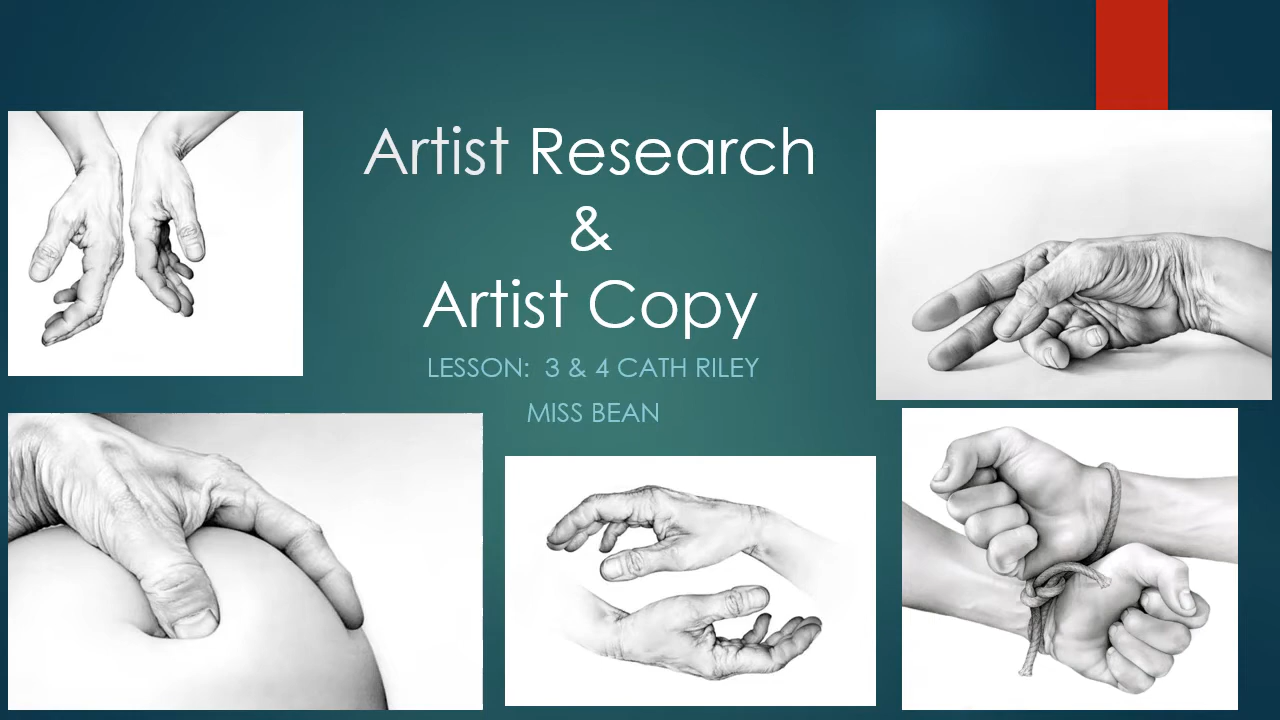 Artist Research
&
Artist Copy
LESSON:  3 & 4 CATH RILEY
MISS BEAN